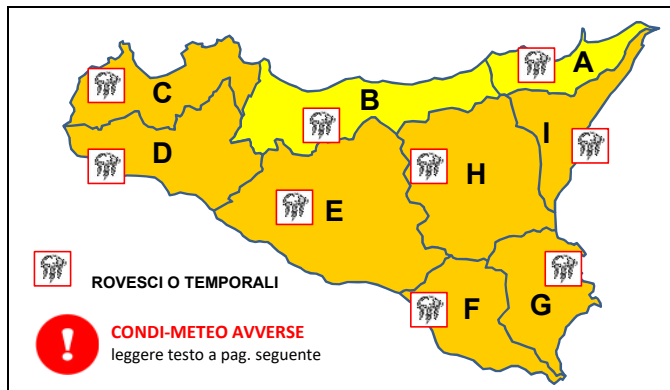 A
C
B
I
D
H
E
ROVESCI O TEMPORALI
F
G
CONDI-METEO AVVERSE
leggere testo a pag. seguente